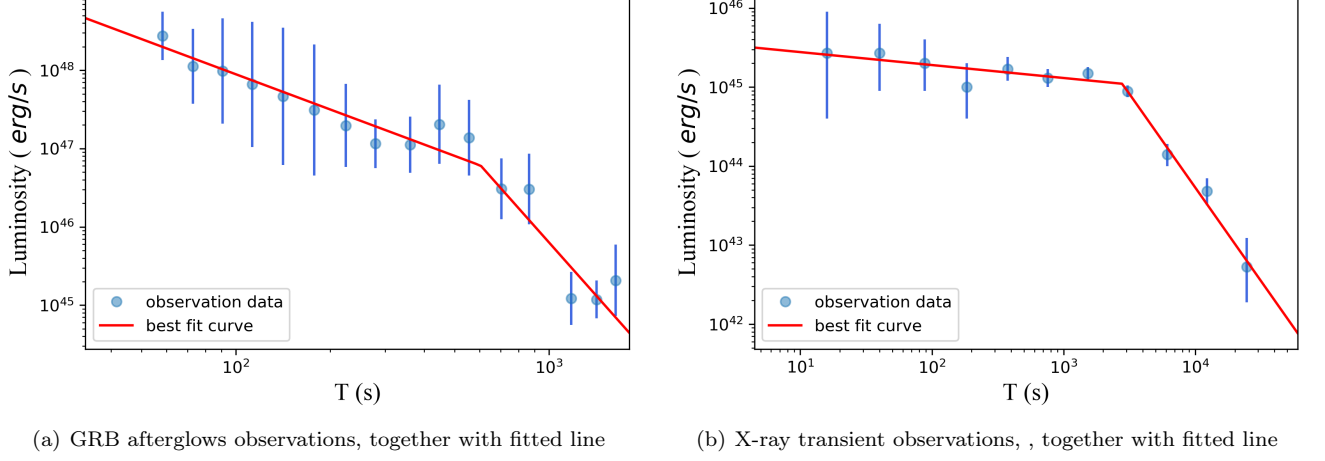 10^48
10^47
10^46
10^45
Luminosity ( erg/s )
observation data
best fit curve
10^2
10^3
T (s)
(a) GRB afterglows observations, together with fitted line
10^46
10^45
10^44
10^43
10^42
Luminosity ( erg/s )
observation data
best fit curve
10^1
10^2
10^3
10^4
T (s)
(b) X-ray transient observations, , together with fitted line